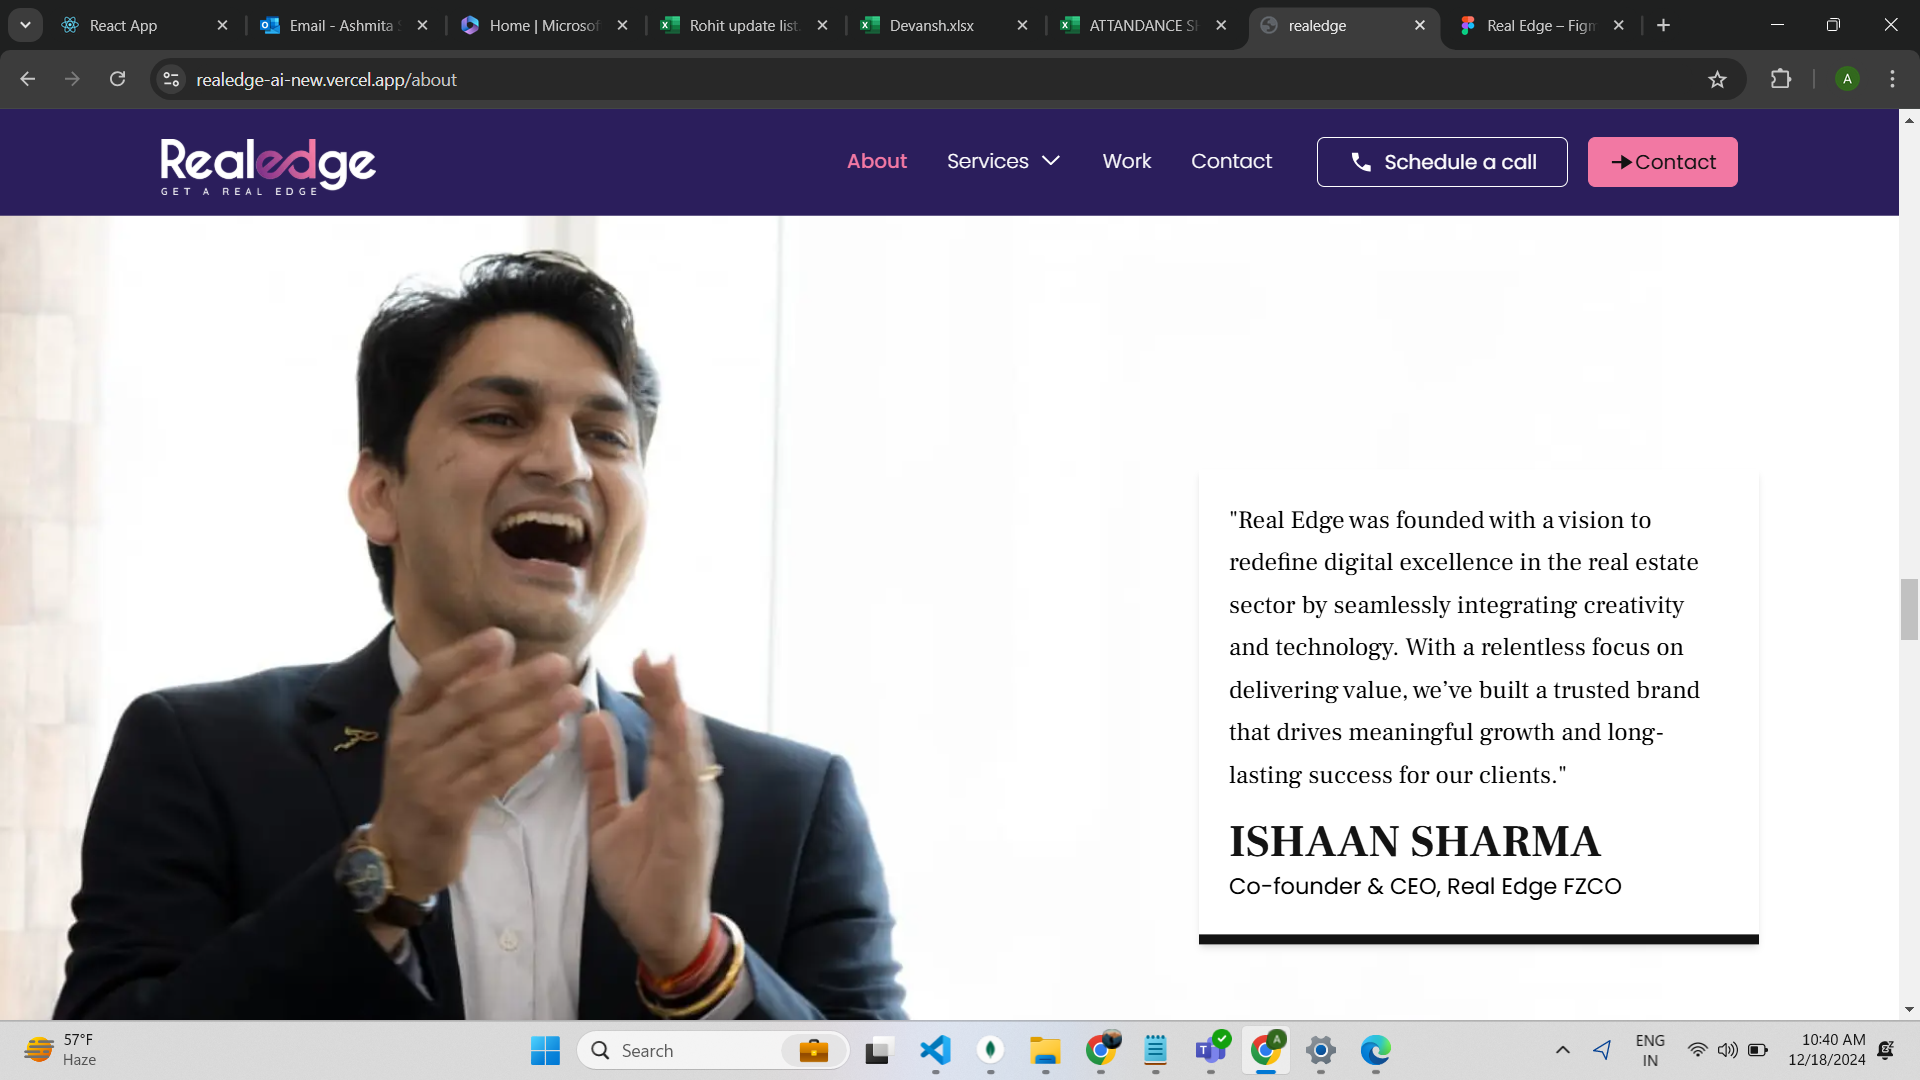 React App
Email - Ashmita S
Home | Microsof
Rohit update list.
Devansh.xlsx
ATTANDANCE SH
realedge
Real Edge – Figm
realedge-ai-new.vercel.app/about
Realedge
GET A REAL EDGE
About
Services
Work
Contact
Schedule a call
Contact
"Real Edge was founded with a vision to
redefine digital excellence in the real estate
sector by seamlessly integrating creativity
and technology. With a relentless focus on
delivering value, we’ve built a trusted brand
that drives meaningful growth and long-
lasting success for our clients."
ISHAAN SHARMA
Co-founder & CEO, Real Edge FZCO
57°F
Haze
Search
ENG
IN
10:40 AM
12/18/2024